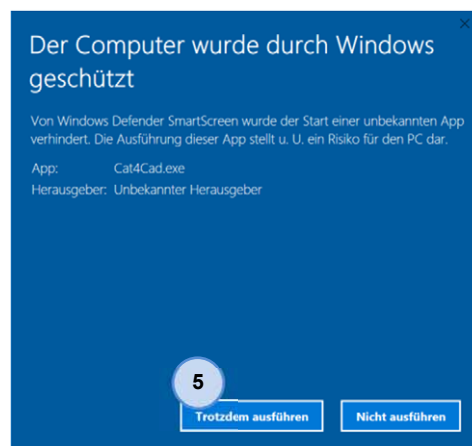 Der Computer wurde durch Windows
geschützt
Von Windows Defender SmartScreen wurde der Start einer unbekannten App
verhindert. Die Ausführung dieser App stellt u. U. ein Risiko für den PC dar.
App: Cat4Cad.exe
Herausgeber: Unbekannter Herausgeber
5
Trotzdem ausführen Nicht ausführen